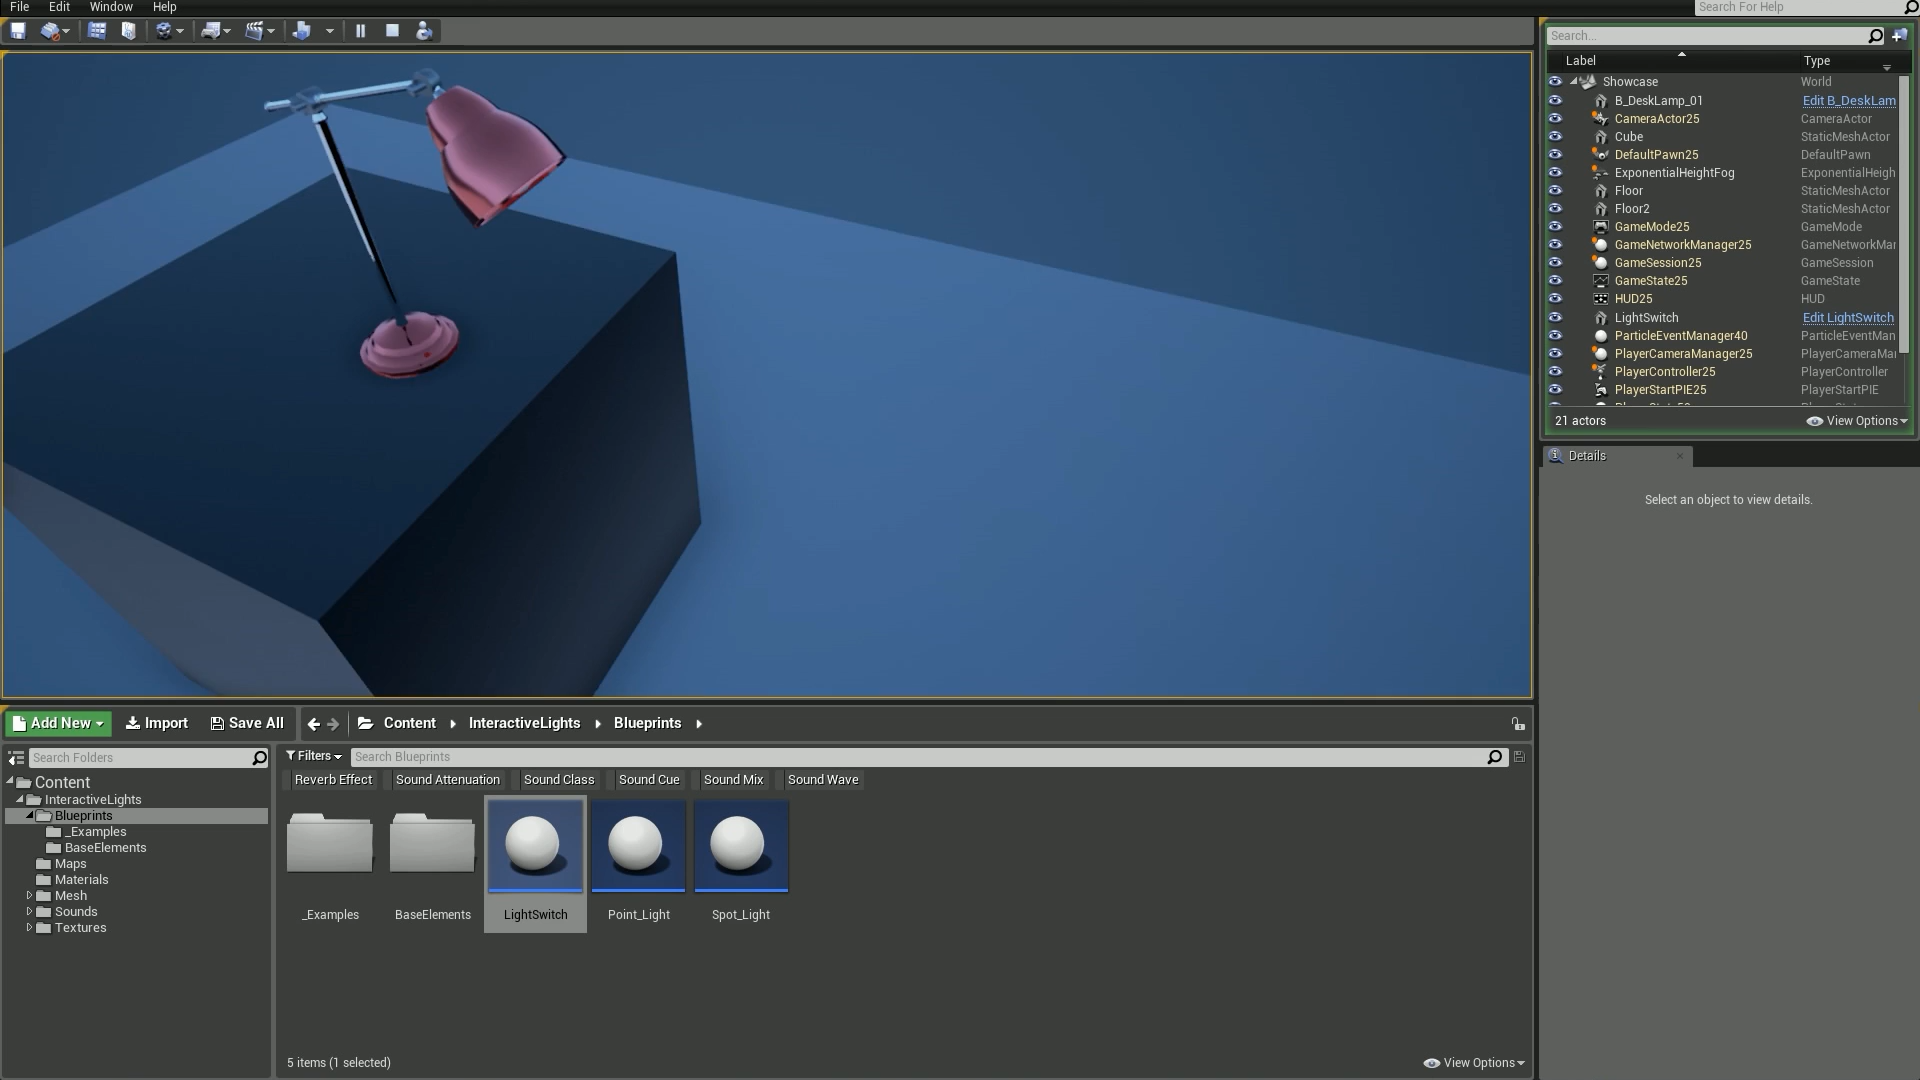 File Edit Window Help
Search For Help
Search...
Label Type
Showcase World
B_DeskLamp_01 Edit B_DeskLam
CameraActor25 CameraActor
Cube StaticMeshActor
DefaultPawn25 DefaultPawn
ExponentialHeightFog ExponentialHeigh
Floor StaticMeshActor
Floor2 StaticMeshActor
GameMode25 GameMode
GameNetworkManager25 GameNetworkMar
GameSession25 GameSession
GameState25 GameState
HUD25 HUD
LightSwitch Edit LightSwitch
ParticleEventManager40 ParticleEventMan
PlayerCameraManager25 PlayerCameraMar
PlayerController25 PlayerController
PlayerStartPIE25 PlayerStartPIE
21 actors View Options
Details
Select an object to view details.
Add New Import Save All Content InteractiveLights Blueprints
Search Folders
Content
InteractiveLights
Blueprints
_Examples
BaseElements
Maps
Materials
Mesh
Sounds
Textures
Filters Search Blueprints
Reverb Effect Sound Attenuation Sound Class Sound Cue Sound Mix Sound Wave
_Examples BaseElements LightSwitch Point_Light Spot_Light
5 items (1 selected) View Options